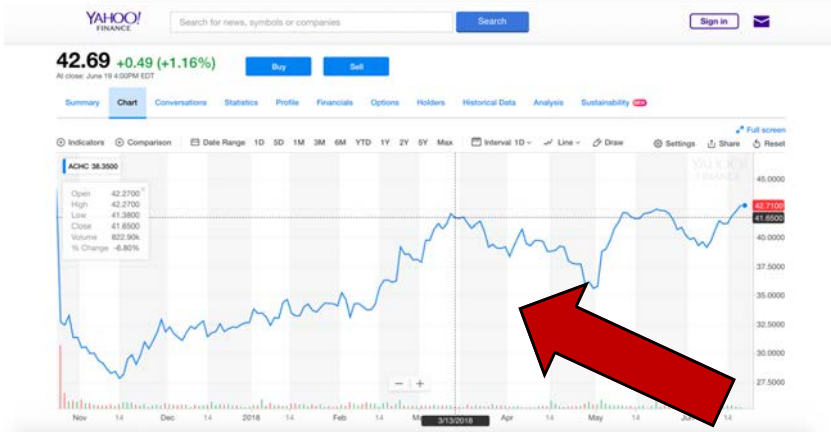 YAHOO!
FINANCE
Search for news, symbols or companies
Search
Sign in
42.69 +0.49 (+1.16%)
At close: June 19 4:00PM EDT
Buy
Sell
Summary Chart Conversations Statistics Profile Financials Options Holders Historical Data Analysis Sustainability NEW
Full screen
Indicators Comparison Date Range 1D 5D 1M 3M 6M YTD 1Y 2Y 5Y Max Interval 1D Line Draw Settings Share Reset
ACHC 38.3500
YAHOO!
FINANCE
Open 42.2700
High 42.2700
Low 41.3800
Close 41.6500
Volume 822.90k
% Change -6.80%
45.0000
42.7100
41.6500
40.0000
37.5000
35.0000
32.5000
30.0000
27.5000
Nov 14 Dec 14 2018 14 Feb 14 3/13/2018 Apr 14 May 14 14